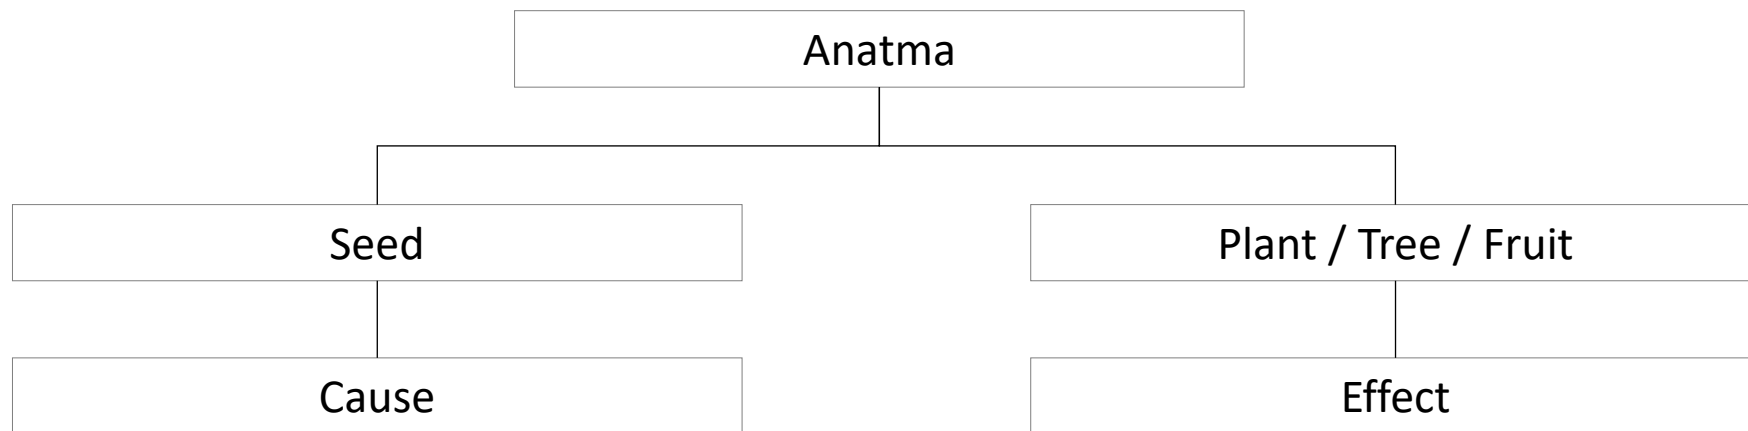 Anatma
Seed
Plant / Tree / Fruit
Cause
Effect